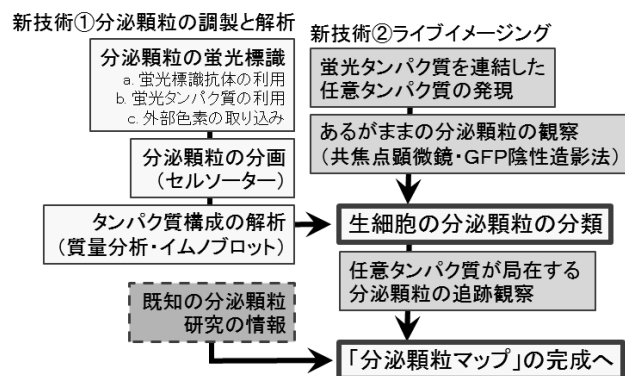 新技術①分泌顆粒の調製と解析
分泌顆粒の蛍光標識
a. 蛍光標識抗体の利用
b. 蛍光タンパク質の利用
c. 外部色素の取り込み
分泌顆粒の分画
(セルソーター)
タンパク質構成の解析
(質量分析・イムノブロット)
既知の分泌顆粒
研究の情報
新技術②ライブイメージング
蛍光タンパク質を連結した
任意タンパク質の発現
あるがままの分泌顆粒の観察
(共焦点顕微鏡・GFP陰性造影法)
生細胞の分泌顆粒の分類
任意タンパク質が局在する
分泌顆粒の追跡観察
「分泌顆粒マップ」の完成へ